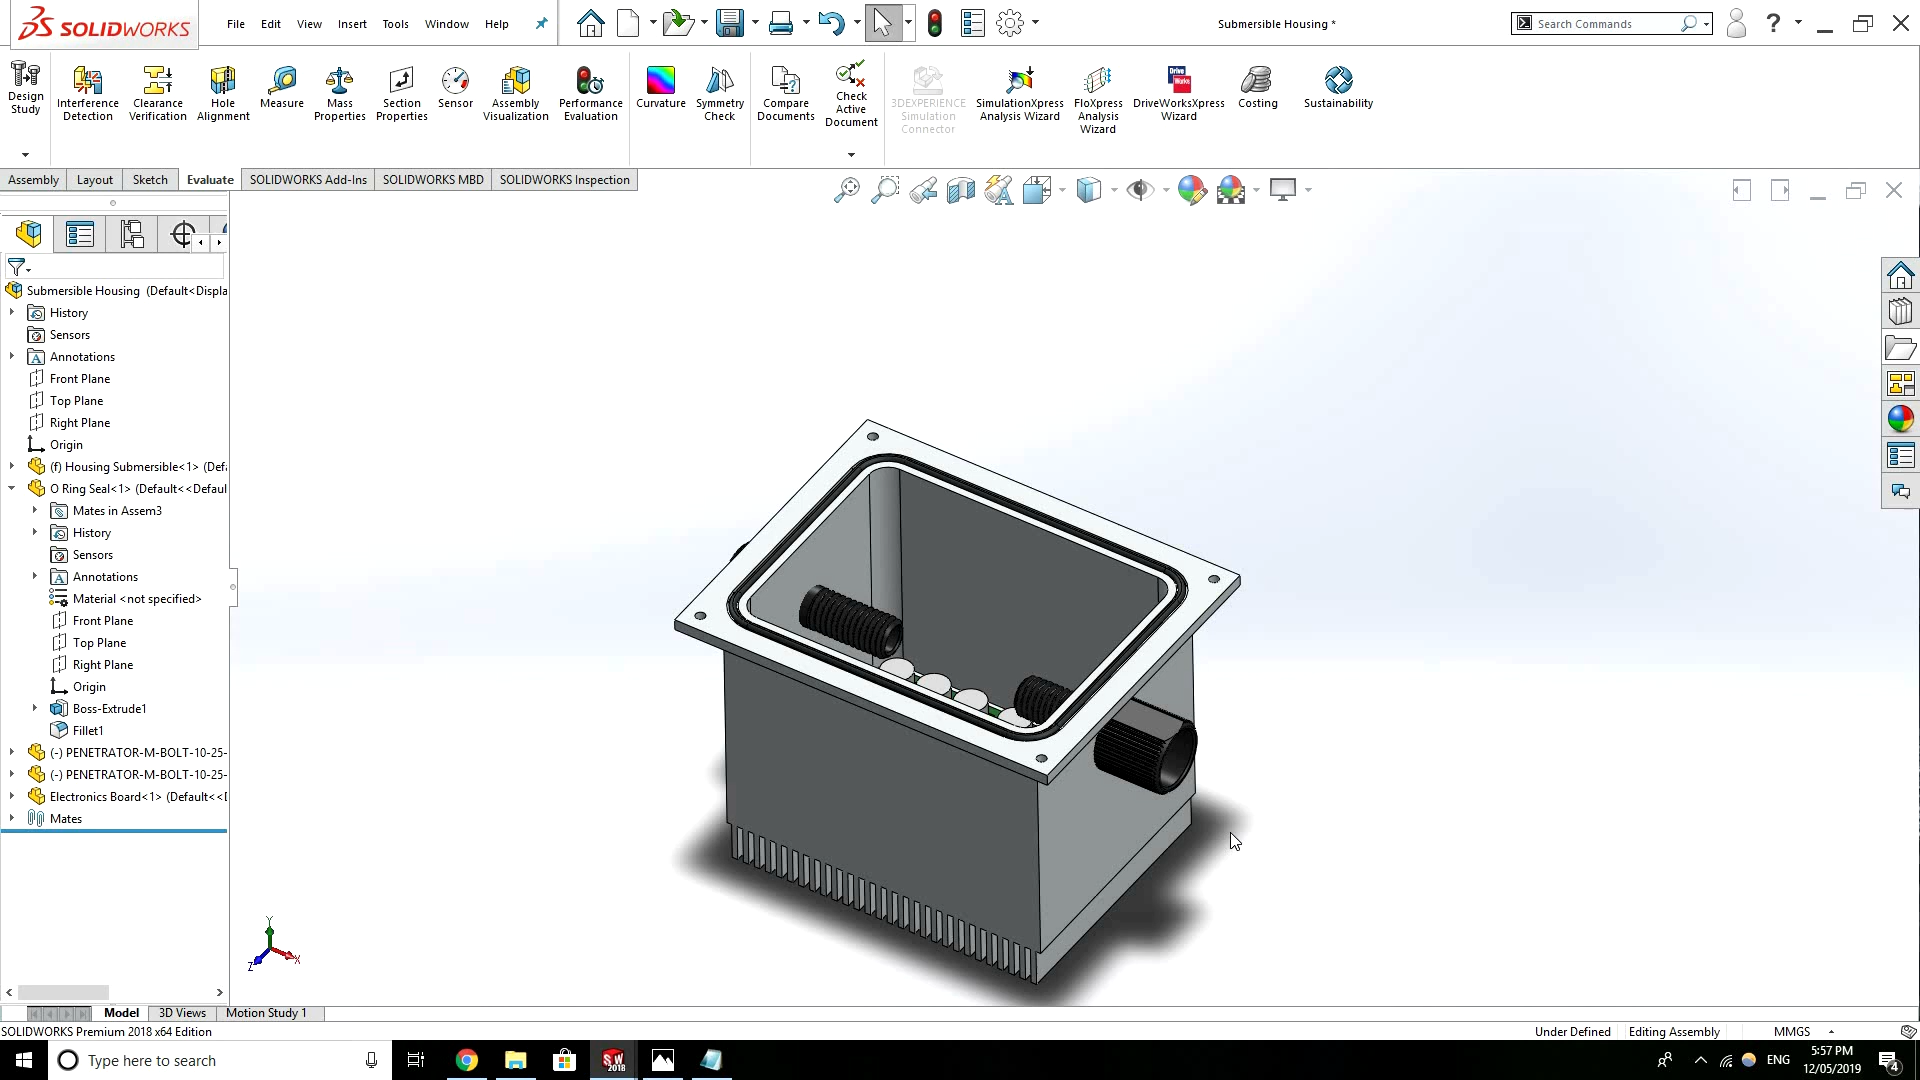 SOLIDWORKS
File Edit View Insert Tools Window Help
Submersible Housing *
Search Commands
?
Design Study
Interference Detection
Clearance Verification
Hole Alignment
Measure
Mass Properties
Section Properties
Sensor
Assembly Visualization
Performance Evaluation
Curvature
Symmetry Check
Compare Documents
Check Active Document
3DEXPERIENCE Simulation Connector
SimulationXpress Analysis Wizard
FloXpress Analysis Wizard
DriveWorksXpress Wizard
Costing
Sustainability
Assembly Layout Sketch Evaluate SOLIDWORKS Add-Ins SOLIDWORKS MBD SOLIDWORKS Inspection
Submersible Housing (Default<Displa
History
Sensors
Annotations
Front Plane
Top Plane
Right Plane
Origin
(f) Housing Submersible<1> (Def
O Ring Seal<1> (Default<<Defaul
Mates in Assem3
History
Sensors
Annotations
Material <not specified>
Front Plane
Top Plane
Right Plane
Origin
Boss-Extrude1
Fillet1
(-) PENETRATOR-M-BOLT-10-25-
(-) PENETRATOR-M-BOLT-10-25-
Electronics Board<1> (Default<<
Mates
Y
X
Z
Model 3D Views Motion Study 1
SOLIDWORKS Premium 2018 x64 Edition
Under Defined Editing Assembly MMGS
Type here to search
SW 2018
ENG
5:57 PM
12/05/2019
4